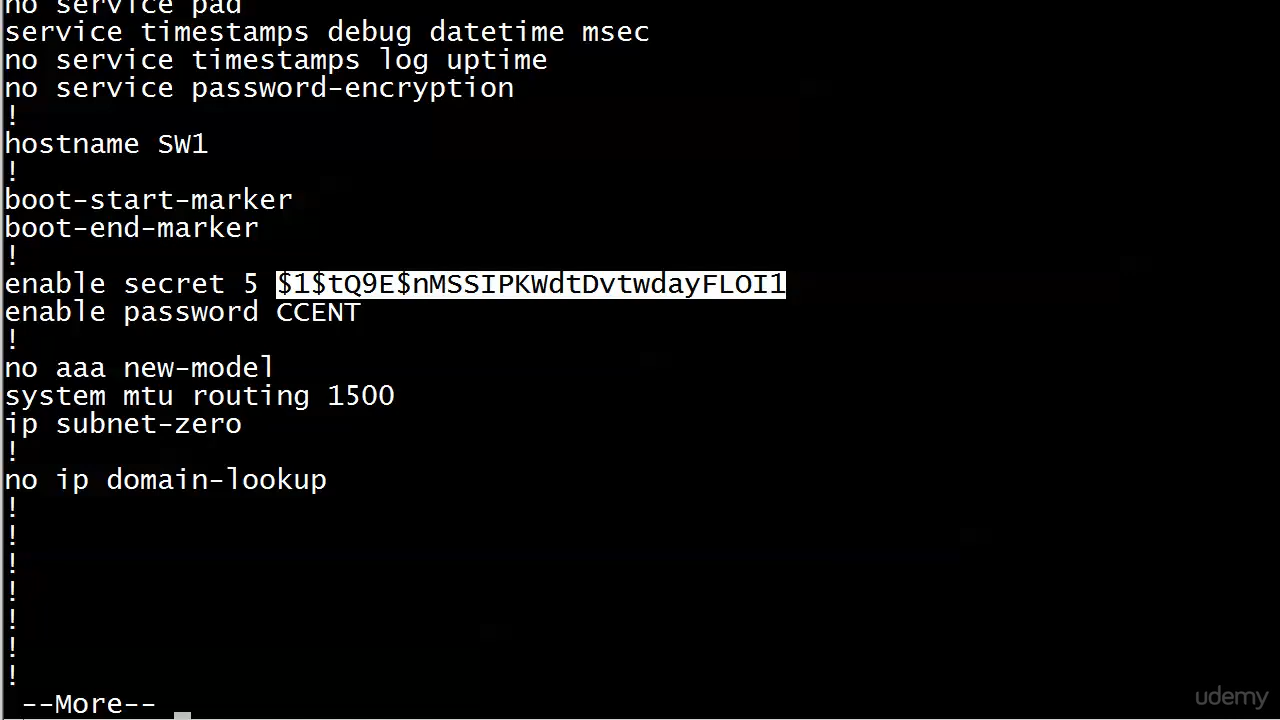 no service pad
service timestamps debug datetime msec
no service timestamps log uptime
no service password-encryption
!
hostname SW1
!
boot-start-marker
boot-end-marker
!
enable secret 5 $1$tQ9E$nMSSIPKWdtDvtwdayFLOI1
enable password CCENT
!
no aaa new-model
system mtu routing 1500
ip subnet-zero
!
no ip domain-lookup
!
!
!
!
!
!
!
--More--
udemy